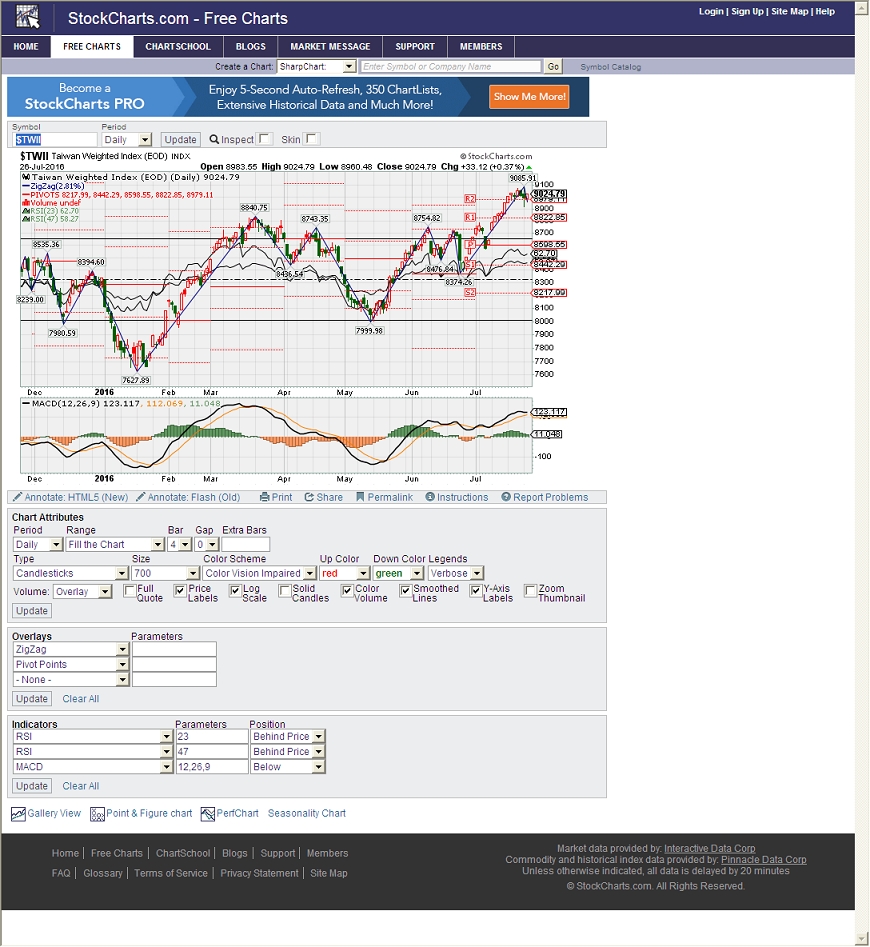 StockCharts.com - Free Charts
Login | Sign Up | Site Map | Help
HOME FREE CHARTS CHARTSCHOOL BLOGS MARKET MESSAGE SUPPORT MEMBERS
Create a Chart: SharpChart: Enter Symbol or Company Name Go Symbol Catalog
Become a
StockCharts PRO
Enjoy 5-Second Auto-Refresh, 350 ChartLists,
Extensive Historical Data and Much More!
Show Me More!
Symbol Period
$TWII Daily Update Inspect Skin
$TWII Taiwan Weighted Index (EOD) INDX © StockCharts.com
26-Jul-2016 Open 8983.55 High 9024.79 Low 8960.48 Close 9024.79 Chg +33.12 (+0.37%)
Taiwan Weighted Index (EOD) (Daily) 9024.79
ZigZag(2.81%)
PIVOTS 8217.99, 8442.29, 8598.55, 8822.85, 8979.11
Volume undef
RSI(23) 62.70
RSI(47) 58.27
9085.91
8840.75
8743.35
8754.82
8535.36
8394.60
8436.54
8476.84
8374.26
8239.00
7980.59
7999.98
7627.89
R2
R1
P
S2
9100
9024.79
8979.11
8900
8822.85
8700
8598.55
62.70
8442.29
8400
8300
8217.99
8100
8000
7900
7800
7700
7600
Dec 2016 Feb Mar Apr May Jun Jul
MACD(12,26,9) 123.117, 112.069, 11.048
123.117
11.048
-100
Dec 2016 Feb Mar Apr May Jun Jul
Annotate: HTML5 (New) Annotate: Flash (Old) Print Share Permalink Instructions Report Problems
Chart Attributes
Period Range Bar Gap Extra Bars
Daily Fill the Chart 4 0
Type Size Color Scheme Up Color Down Color Legends
Candlesticks 700 Color Vision Impaired red green Verbose
Volume: Overlay Full Quote Price Labels Log Scale Solid Candles Color Volume Smoothed Lines Y-Axis Labels Zoom Thumbnail
Update
Overlays Parameters
ZigZag
Pivot Points
- None -
Update Clear All
Indicators Parameters Position
RSI 23 Behind Price
RSI 47 Behind Price
MACD 12,26,9 Below
Update Clear All
Gallery View Point & Figure chart PerfChart Seasonality Chart
Home | Free Charts | ChartSchool | Blogs | Support | Members
FAQ | Glossary | Terms of Service | Privacy Statement | Site Map
Market data provided by: Interactive Data Corp
Commodity and historical index data provided by: Pinnacle Data Corp
Unless otherwise indicated, all data is delayed by 20 minutes
© StockCharts.com. All Rights Reserved.